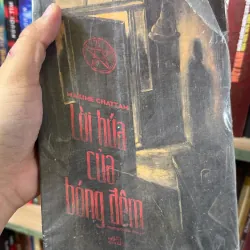 MAXIME CHATTAM
Lời hứa
của
bóng đêm